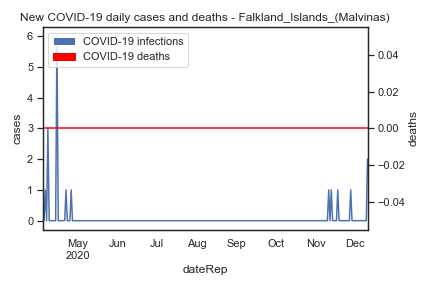 New COVID-19 daily cases and deaths - Falkland_Islands_(Malvinas)
COVID-19 infections
COVID-19 deaths
6
5
4
3
2
1
0
cases
0.04
0.02
0.00
−0.02
−0.04
deaths
May Jun Jul Aug Sep Oct Nov Dec
2020
dateRep